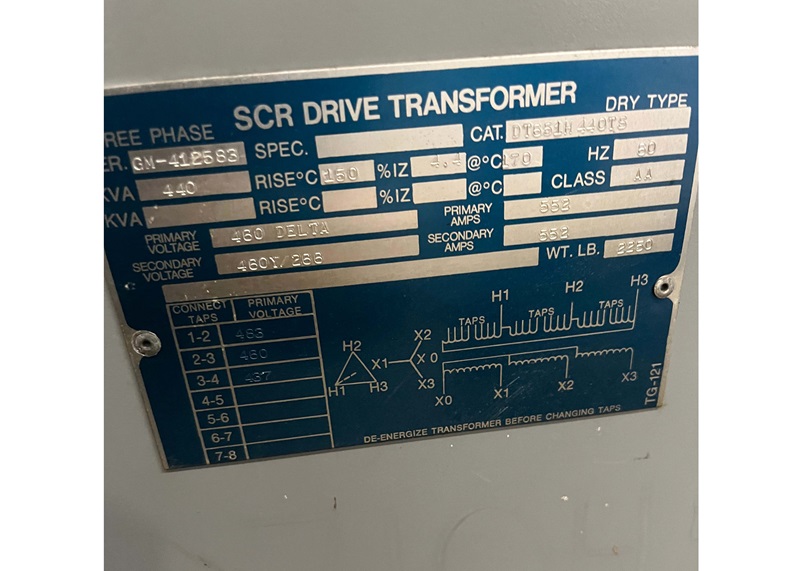 SCR DRIVE TRANSFORMER DRY TYPE
REE PHASE
ER. GM-412583 SPEC. CAT.
KVA 440 RISE°C 150 %IZ 4.4 @°C 170 HZ 60
KVA RISE°C %IZ @°C CLASS AA
PRIMARY VOLTAGE 460 DELTA PRIMARY AMPS 552
SECONDARY VOLTAGE 460Y/266 SECONDARY AMPS 552 WT. LB.
CONNECT TAPS PRIMARY VOLTAGE
1-2 483
2-3 460
3-4 437
4-5
5-6
6-7
7-8
H2
H1 H3
X2
X1 X 0
X3
H1 H2 H3
TAPS TAPS TAPS
X0 X1 X2 X3
TG-121
DE-ENERGIZE TRANSFORMER BEFORE CHANGING TAPS